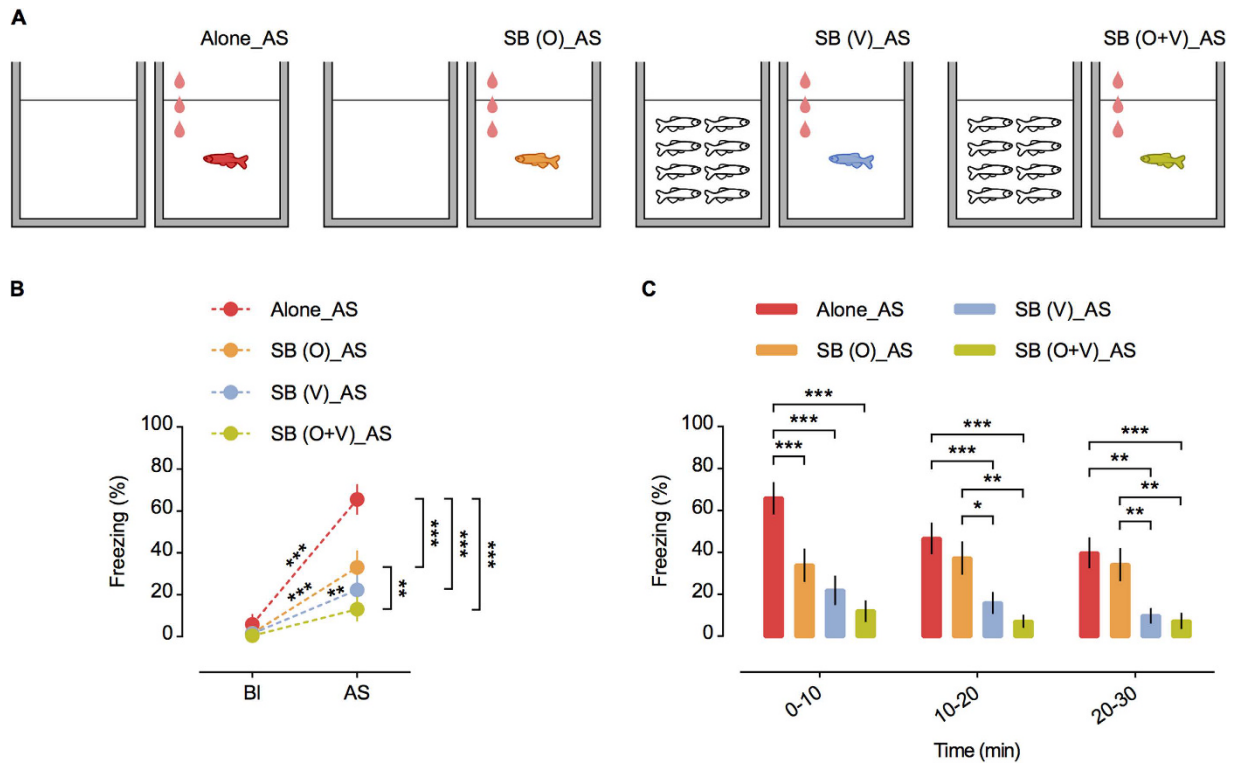 A
Alone_AS SB (O)_AS SB (V)_AS SB (O+V)_AS
B
Alone_AS
SB (O)_AS
SB (V)_AS
SB (O+V)_AS
100
80
60
40
20
0
Freezing (%)
***
***
**
**
***
***
***
BI AS
C
Alone_AS SB (V)_AS
SB (O)_AS SB (O+V)_AS
100
80
60
40
20
0
Freezing (%)
***
***
***
***
***
**
*
***
**
**
**
0-10 10-20 20-30
Time (min)